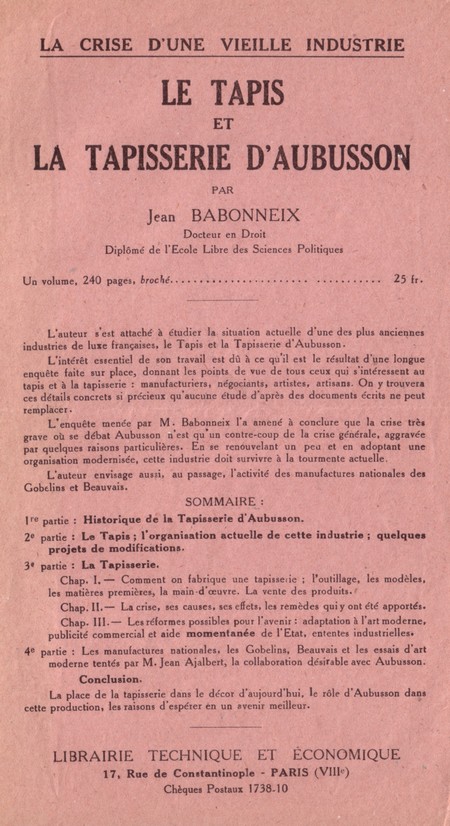 LA CRISE D'UNE VIEILLE INDUSTRIE
LE TAPIS
ET
LA TAPISSERIE D'AUBUSSON
PAR
Jean BABONNEIX
Docteur en Droit
Diplômé de l'Ecole Libre des Sciences Politiques
Un volume, 240 pages, broché.................................. 25 fr.
L'auteur s'est attaché à étudier la situation actuelle d'une des plus anciennes
industries de luxe françaises, le Tapis et la Tapisserie d'Aubusson.
L'intérêt essentiel de son travail est dû à ce qu'il est le résultat d'une longue
enquête faite sur place, donnant les points de vue de tous ceux qui s'intéressent au
tapis et à la tapisserie : manufacturiers, négociants, artistes, artisans. On y trouvera
ces détails concrets si précieux qu'aucune étude d'après des documents écrits ne peut
remplacer.
L'enquête menée par M. Babonneix l'a amené à conclure que la crise très
grave où se débat Aubusson n'est qu'un contre-coup de la crise générale, aggravée
par quelques raisons particulières. En se renouvelant un peu et en adoptant une
organisation modernisée, cette industrie doit survivre à la tourmente actuelle.
L'auteur envisage aussi, au passage, l'activité des manufactures nationales des
Gobelins et Beauvais.
SOMMAIRE :
1re partie : Historique de la Tapisserie d'Aubusson.
2e partie : Le Tapis ; l'organisation actuelle de cette industrie ; quelques
projets de modifications.
3e partie : La Tapisserie.
Chap. I. — Comment on fabrique une tapisserie ; l'outillage, les modèles,
les matières premières, la main-d'œuvre. La vente des produits.
Chap. II. — La crise, ses causes, ses effets, les remèdes qui y ont été apportés.
Chap. III. — Les réformes possibles pour l'avenir : adaptation à l'art moderne,
publicité commercial et aide momentanée de l'Etat, ententes industrielles.
4e partie : Les manufactures nationales, les Gobelins, Beauvais et les essais d'art
moderne tentés par M. Jean Ajalbert, la collaboration désirable avec Aubusson.
Conclusion.
La place de la tapisserie dans le décor d'aujourd'hui, le rôle d'Aubusson dans
cette production, les raisons d'espérer en un avenir meilleur.
LIBRAIRIE TECHNIQUE ET ÉCONOMIQUE
17, Rue de Constantinople - PARIS (VIIIe)
Chèques Postaux 1738-10